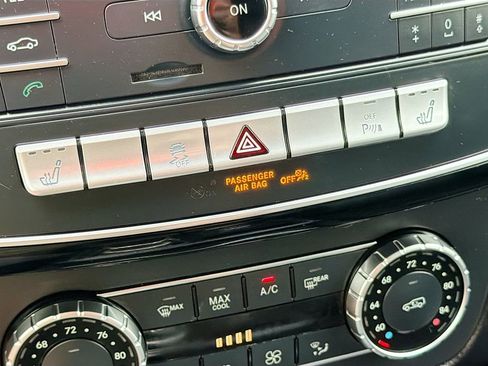 ON
* 0 #
OFF
OFF
P
PASSENGER
AIR BAG OFF
MAX
MAX
COOL
A/C
REAR
68 72 76 80
60 64 68 72 76 80 84